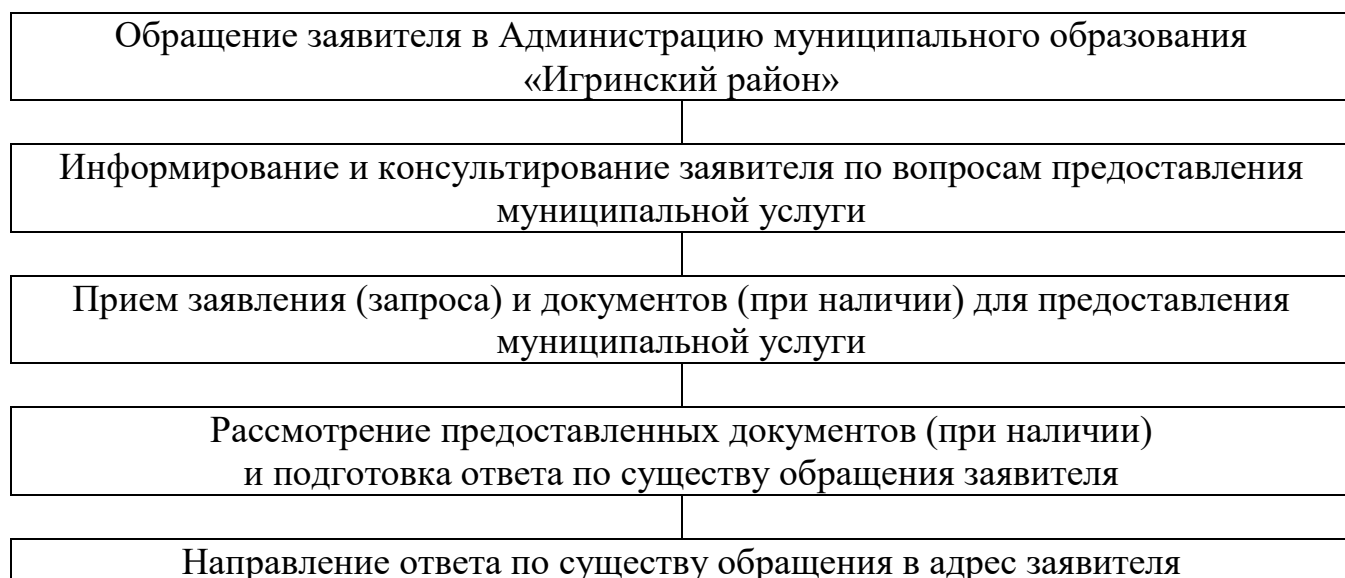 Обращение заявителя в Администрацию муниципального образования
«Игринский район»
Информирование и консультирование заявителя по вопросам предоставления
муниципальной услуги
Прием заявления (запроса) и документов (при наличии) для предоставления
муниципальной услуги
Рассмотрение предоставленных документов (при наличии)
и подготовка ответа по существу обращения заявителя
Направление ответа по существу обращения в адрес заявителя